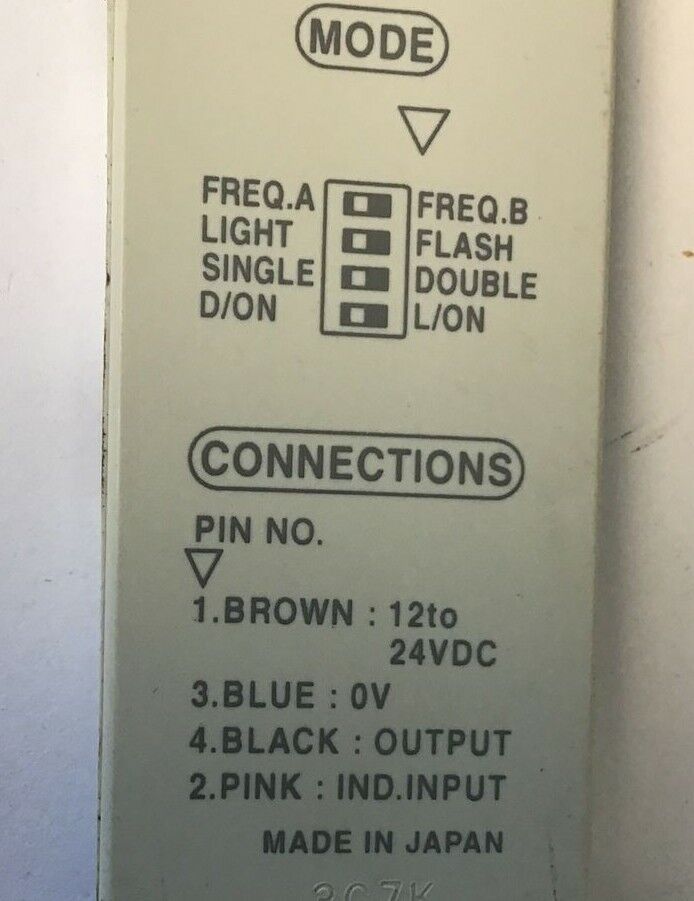 MODE
FREQ.A FREQ.B
LIGHT FLASH
SINGLE DOUBLE
D/ON L/ON
CONNECTIONS
PIN NO.
1.BROWN : 12to
24VDC
3.BLUE : 0V
4.BLACK : OUTPUT
2.PINK : IND.INPUT
MADE IN JAPAN
3C7K